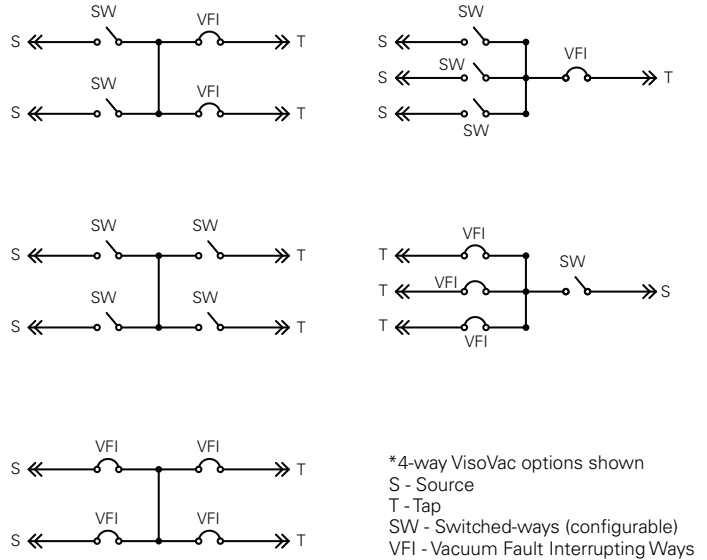 SW VFI
S T
SW VFI
S T
SW
S
SW VFI
S T
S
SW
SW SW
S T
SW SW
S T
VFI
T
VFI SW
T S
T
VFI
VFI VFI
S T
VFI VFI
S T
*4-way VisoVac options shown
S - Source
T - Tap
SW - Switched-ways (configurable)
VFI - Vacuum Fault Interrupting Ways